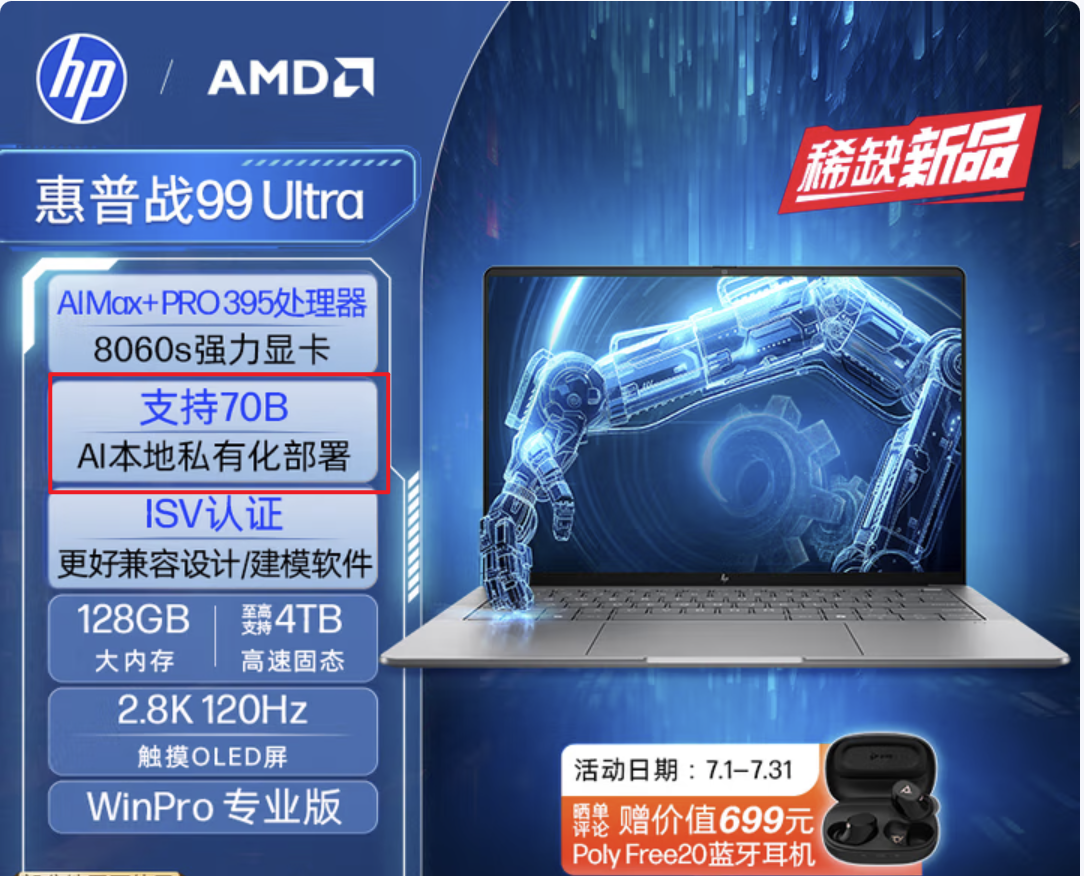 hp / AMD
稀缺新品
惠普战99 Ultra
AI Max+ PRO 395处理器
8060s强力显卡
支持70B
AI本地私有化部署
ISV认证
更好兼容设计/建模软件
128GB
大内存
至高支持4TB
高速固态
2.8K 120Hz
触摸OLED屏
WinPro 专业版
活动日期：7.1–7.31
晒单评论 赠价值699元
Poly Free20蓝牙耳机